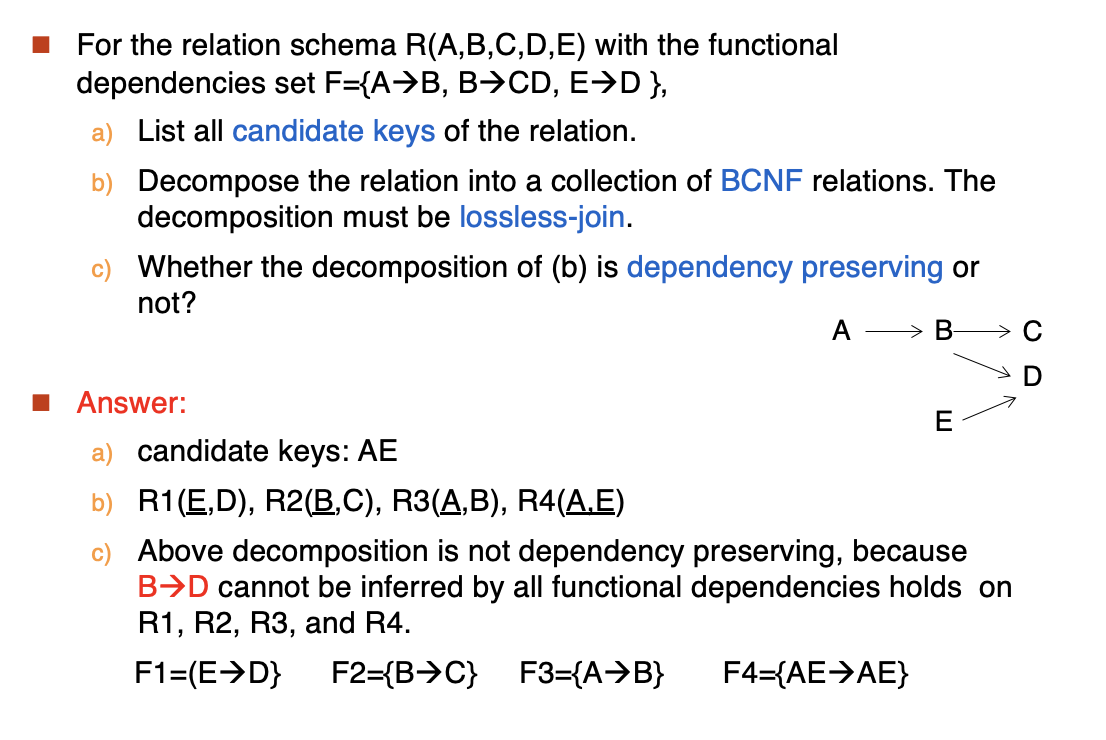 ■ For the relation schema R(A,B,C,D,E) with the functional
dependencies set F={A→B, B→CD, E→D },
a) List all candidate keys of the relation.
b) Decompose the relation into a collection of BCNF relations. The
decomposition must be lossless-join.
c) Whether the decomposition of (b) is dependency preserving or
not?
A → B → C
D
E
■ Answer:
a) candidate keys: AE
b) R1(E,D), R2(B,C), R3(A,B), R4(A,E)
c) Above decomposition is not dependency preserving, because
B→D cannot be inferred by all functional dependencies holds on
R1, R2, R3, and R4.
F1=(E→D} F2={B→C} F3={A→B} F4={AE→AE}